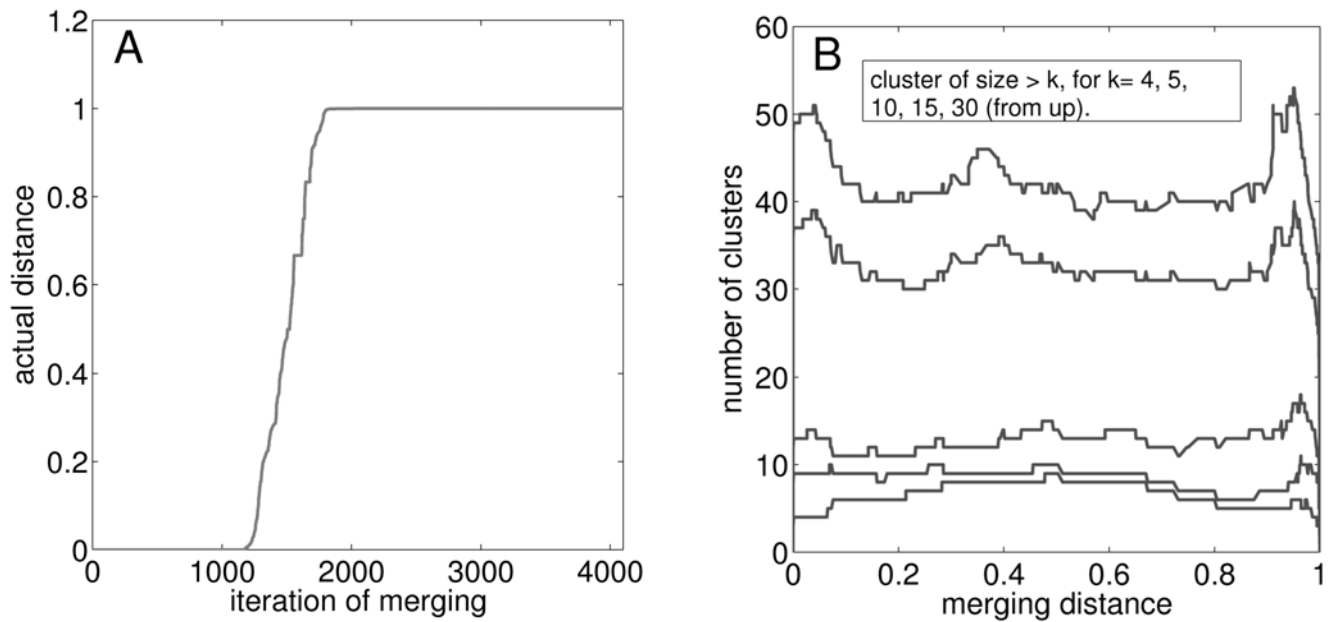 A
1.2
1
0.8
0.6
0.4
0.2
0
actual distance
0 1000 2000 3000 4000
iteration of merging
B
cluster of size > k, for k= 4, 5,
10, 15, 30 (from up).
60
50
40
30
20
10
0
number of clusters
0 0.2 0.4 0.6 0.8 1
merging distance